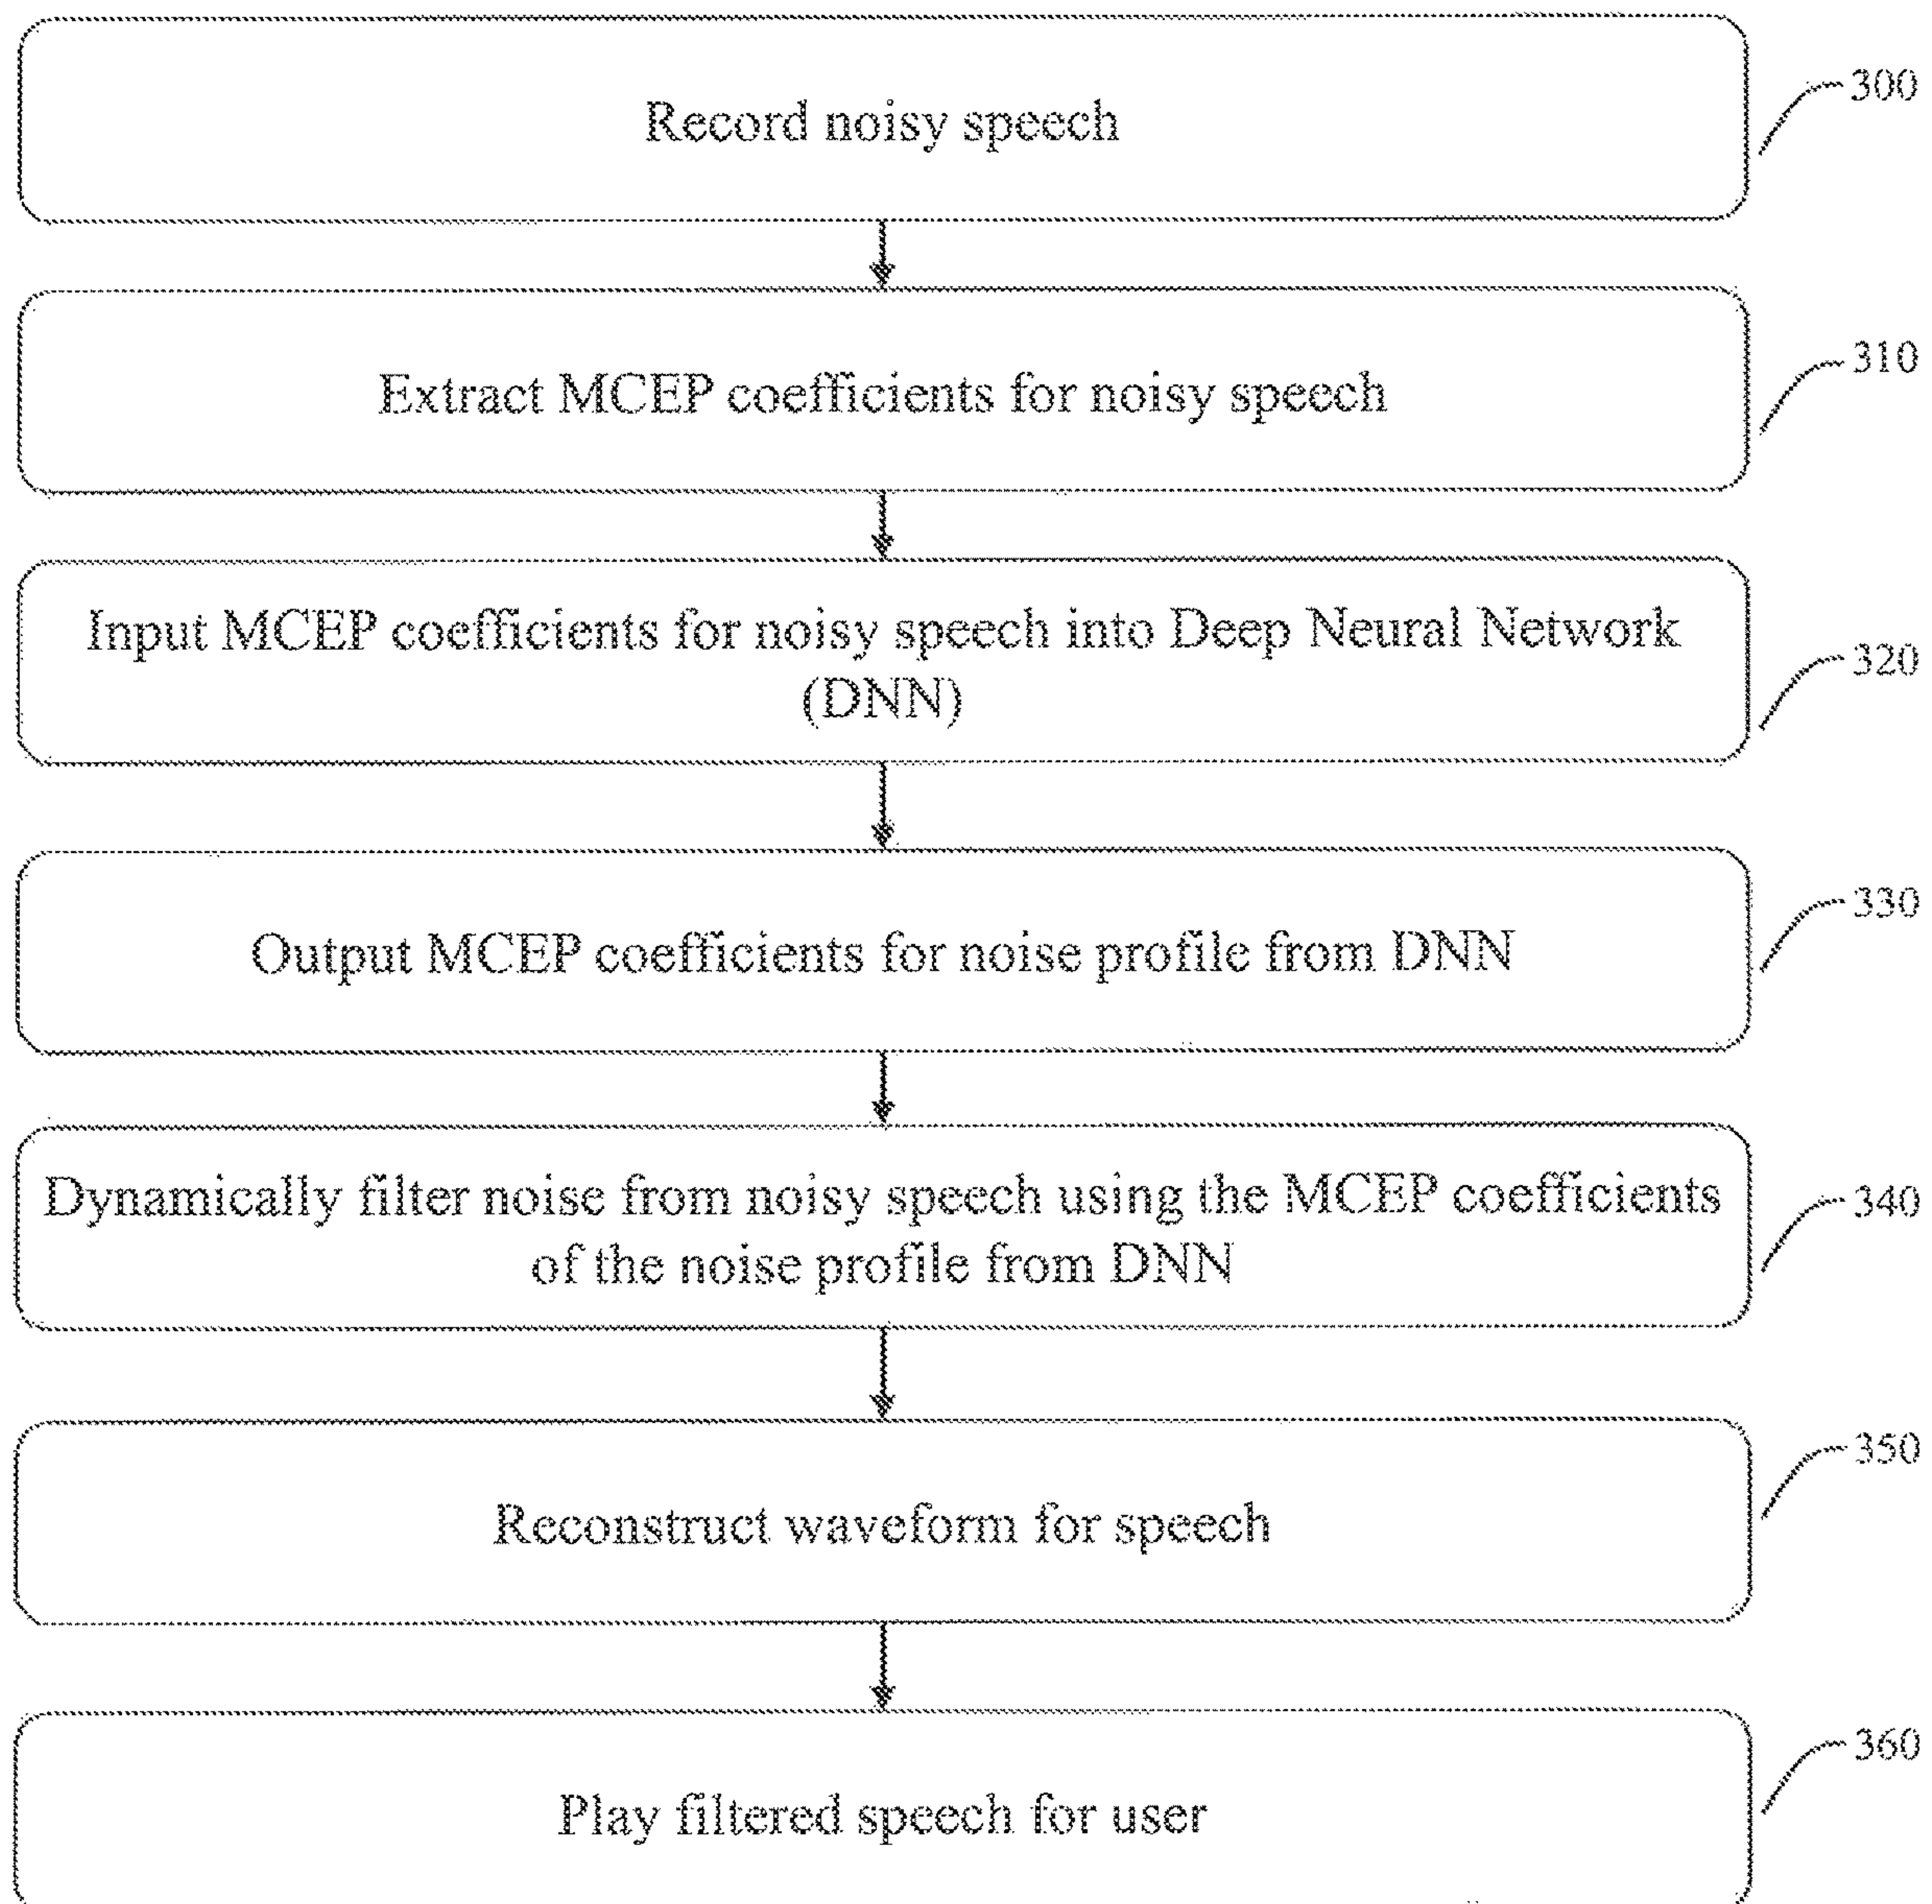 Record noisy speech
300
Extract MCEP coefficients for noisy speech
310
Input MCEP coefficients for noisy speech into Deep Neural Network
(DNN)
320
Output MCEP coefficients for noise profile from DNN
330
Dynamically filter noise from noisy speech using the MCEP coefficients
of the noise profile from DNN
340
Reconstruct waveform for speech
350
Play filtered speech for user
360